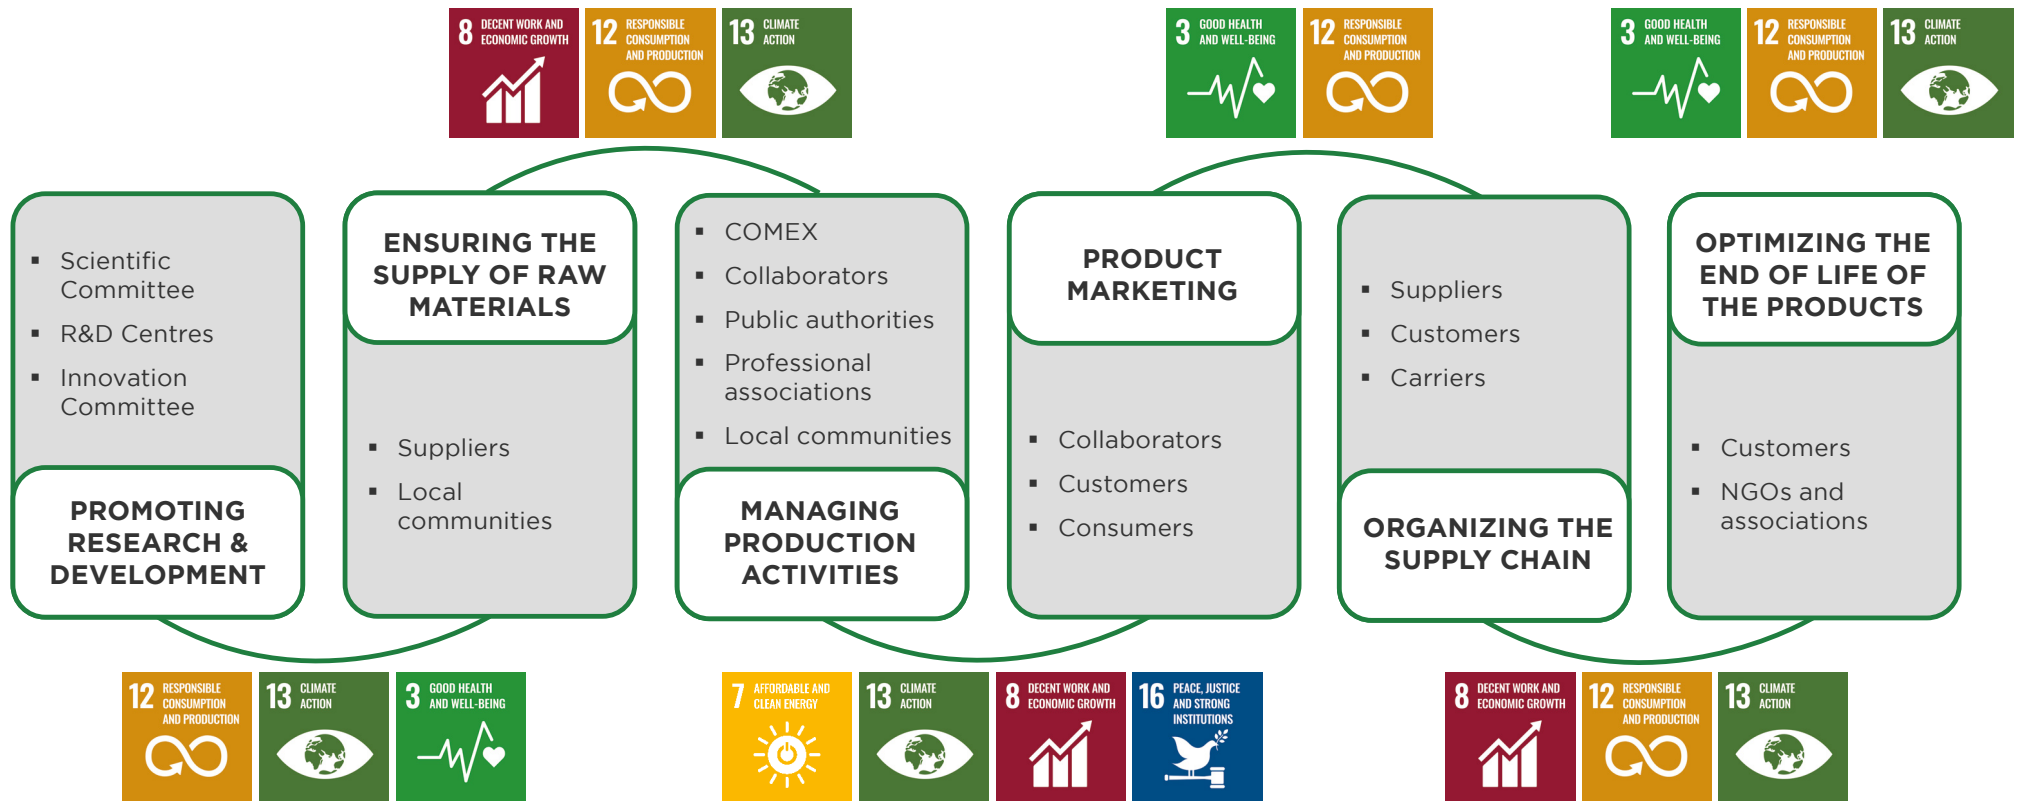 8 DECENT WORK AND
ECONOMIC GROWTH
12 RESPONSIBLE
CONSUMPTION
AND PRODUCTION
13 CLIMATE
ACTION
3 GOOD HEALTH
AND WELL-BEING
12 RESPONSIBLE
CONSUMPTION
AND PRODUCTION
3 GOOD HEALTH
AND WELL-BEING
12 RESPONSIBLE
CONSUMPTION
AND PRODUCTION
13 CLIMATE
ACTION
▪ Scientific
Committee
▪ R&D Centres
▪ Innovation
Committee
PROMOTING
RESEARCH &
DEVELOPMENT
ENSURING THE
SUPPLY OF RAW
MATERIALS
▪ Suppliers
▪ Local
communities
▪ COMEX
▪ Collaborators
▪ Public authorities
▪ Professional
associations
▪ Local communities
MANAGING
PRODUCTION
ACTIVITIES
PRODUCT
MARKETING
▪ Collaborators
▪ Customers
▪ Consumers
▪ Suppliers
▪ Customers
▪ Carriers
ORGANIZING THE
SUPPLY CHAIN
OPTIMIZING THE
END OF LIFE OF
THE PRODUCTS
▪ Customers
▪ NGOs and
associations
12 RESPONSIBLE
CONSUMPTION
AND PRODUCTION
13 CLIMATE
ACTION
3 GOOD HEALTH
AND WELL-BEING
7 AFFORDABLE AND
CLEAN ENERGY
13 CLIMATE
ACTION
8 DECENT WORK AND
ECONOMIC GROWTH
16 PEACE, JUSTICE
AND STRONG
INSTITUTIONS
8 DECENT WORK AND
ECONOMIC GROWTH
12 RESPONSIBLE
CONSUMPTION
AND PRODUCTION
13 CLIMATE
ACTION